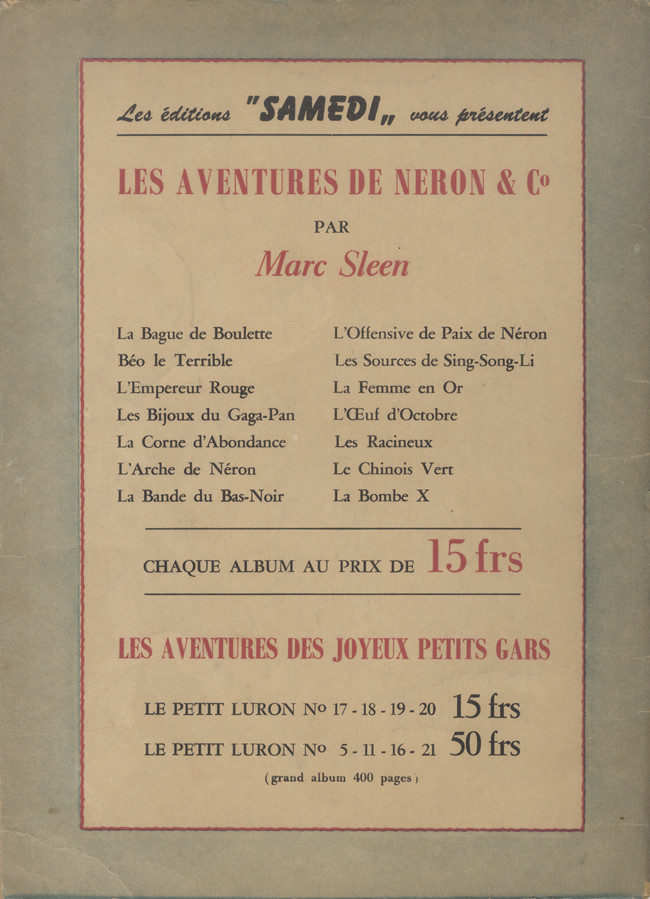 Les éditions "SAMEDI„ vous présentent
LES AVENTURES DE NERON & Cº
PAR
Marc Sleen
La Bague de Boulette
Béo le Terrible
L'Empereur Rouge
Les Bijoux du Gaga-Pan
La Corne d'Abondance
L'Arche de Néron
La Bande du Bas-Noir
L'Offensive de Paix de Néron
Les Sources de Sing-Song-Li
La Femme en Or
L'Œuf d'Octobre
Les Racineux
Le Chinois Vert
La Bombe X
CHAQUE ALBUM AU PRIX DE 15 frs
LES AVENTURES DES JOYEUX PETITS GARS
LE PETIT LURON Nº 17 - 18 - 19 - 20 15 frs
LE PETIT LURON Nº 5 - 11 - 16 - 21 50 frs
(grand album 400 pages)